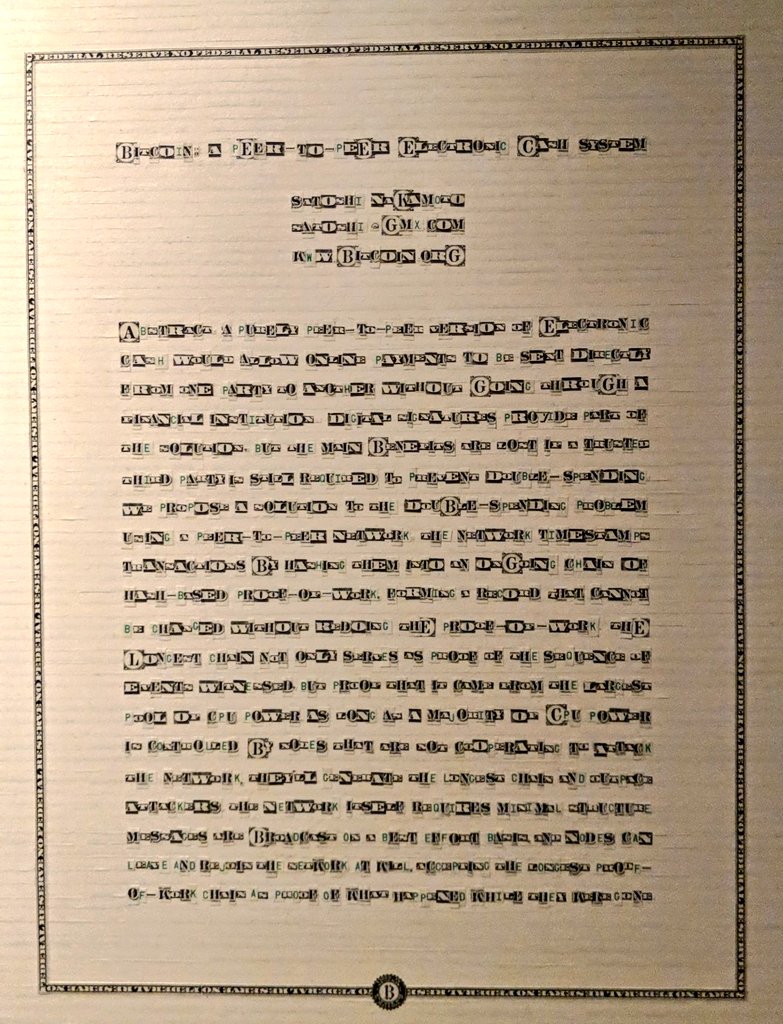 FEDERAL RESERVE NOFEDERAL RESERVE NOFEDERAL RESERVE NOFEDERAL RESERVE NOFEDERAL
BITCOIN: A PEER-TO-PEER ELECTRONIC CASH SYSTEM
SATOSHI NAKAMOTO
SATOSHI @GMX.COM
WWW.BITCOIN.ORG
ABSTRACT. A PURELY PEER-TO-PEER VERSION OF ELECTRONIC
CASH WOULD ALLOW ONLINE PAYMENTS TO BE SENT DIRECTLY
FROM ONE PARTY TO ANOTHER WITHOUT GOING THROUGH A
FINANCIAL INSTITUTION. DIGITAL SIGNATURES PROVIDE PART OF
THE SOLUTION, BUT THE MAIN BENEFITS ARE LOST IF A TRUSTED
THIRD PARTY IS STILL REQUIRED TO PREVENT DOUBLE-SPENDING.
WE PROPOSE A SOLUTION TO THE DOUBLE-SPENDING PROBLEM
USING A PEER-TO-PEER NETWORK. THE NETWORK TIMESTAMPS
TRANSACTIONS BY HASHING THEM INTO AN ONGOING CHAIN OF
HASH-BASED PROOF-OF-WORK, FORMING A RECORD THAT CANNOT
BE CHANGED WITHOUT REDOING THE PROOF-OF-WORK. THE
LONGEST CHAIN NOT ONLY SERVES AS PROOF OF THE SEQUENCE OF
EVENTS WITNESSED, BUT PROOF THAT IT CAME FROM THE LARGEST
POOL OF CPU POWER. AS LONG AS A MAJORITY OF CPU POWER
IS CONTROLLED BY NODES THAT ARE NOT COOPERATING TO ATTACK
THE NETWORK, THEY'LL GENERATE THE LONGEST CHAIN AND OUTPACE
ATTACKERS. THE NETWORK ITSELF REQUIRES MINIMAL STRUCTURE.
MESSAGES ARE BROADCAST ON A BEST EFFORT BASIS, AND NODES CAN
LEAVE AND REJOIN THE NETWORK AT WILL, ACCEPTING THE LONGEST PROOF-
OF-WORK CHAIN AS PROOF OF WHAT HAPPENED WHILE THEY WERE GONE.
B